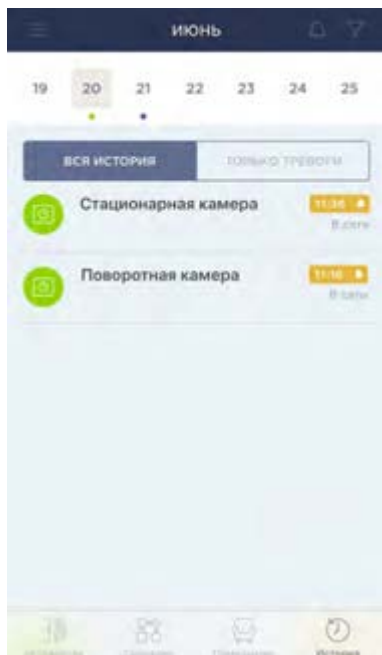 ИЮНЬ
19 20 21 22 23 24 25
ВСЯ ИСТОРИЯ ТОЛЬКО ТРЕВОГИ
Стационарная камера 11:36
В сети
Поворотная камера 11:10
В сети
История